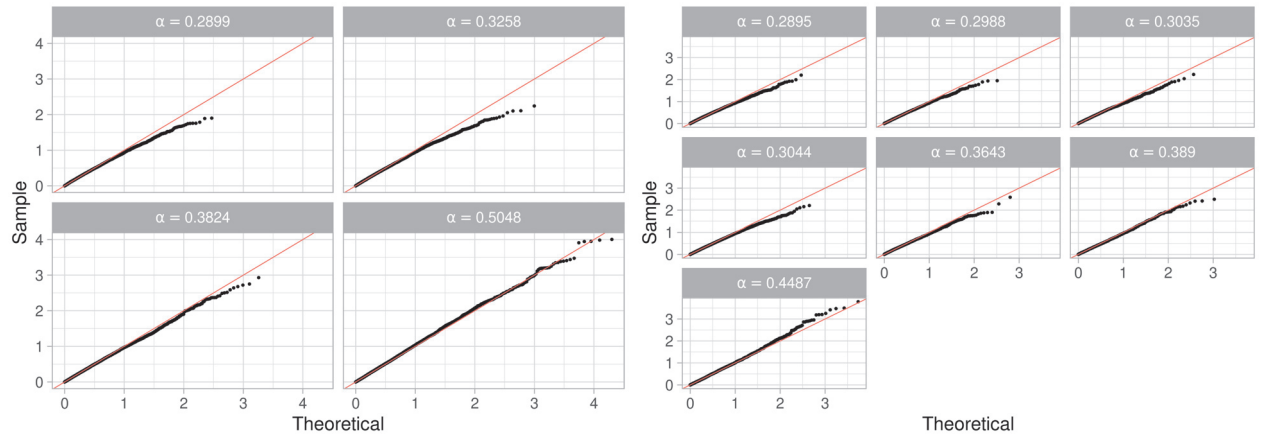 α = 0.2899
α = 0.3258
4
3
2
1
0
α = 0.3824
α = 0.5048
4
3
2
1
0
0 1 2 3 4
0 1 2 3 4
Sample
Theoretical
α = 0.2895
α = 0.2988
α = 0.3035
3
2
1
0
α = 0.3044
α = 0.3643
α = 0.389
3
2
1
0
0 1 2 3
0 1 2 3
α = 0.4487
3
2
1
0
0 1 2 3
Sample
Theoretical